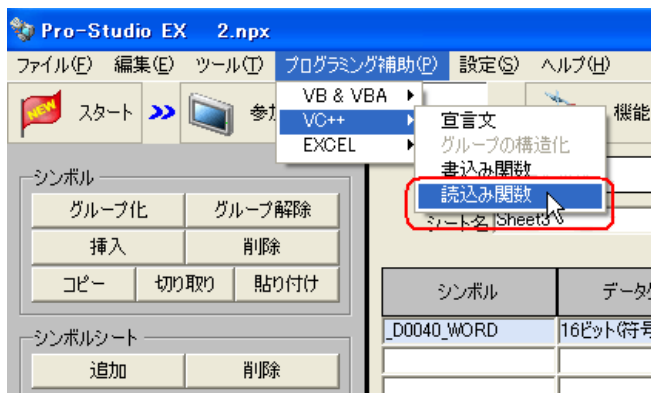 Pro-Studio EX 2.npx
ファイル(F) 編集(E) ツール(T) プログラミング補助(P) 設定(S) ヘルプ(H)
NEW スタート 機能
VB & VBA
VC++
EXCEL
宣言文
グループの構造化
書込み関数
読込み関数
シンボル
グループ化 グループ解除
挿入 削除
コピー 切り取り 貼り付け
シート名 Sheet3
シンボル
_D0040_WORD 16ビット(符号
シンボルシート
追加 削除